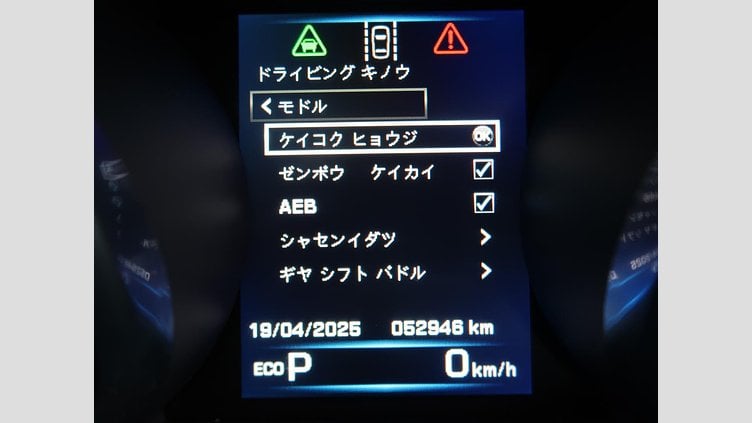 ドライビング キノウ
モドル
ケイコク ヒョウジ OK
ゼンボウ ケイカイ
AEB
シャセンイダツ
ギヤ シフト パドル
19/04/2025 052946 km
ECO P 0 km/h